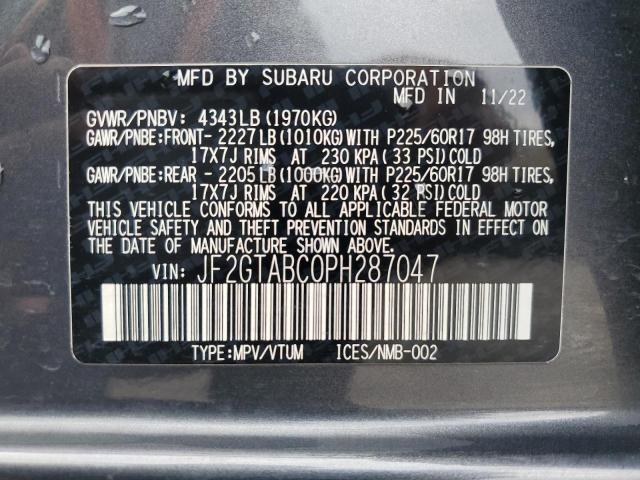 MFD BY SUBARU CORPORATION
MFD IN 11/22
GVWR/PNBV: 4343LB(1970KG)
GAWR/PNBE:FRONT-2227LB(1010KG)WITH P225/60R17 98H TIRES,
17X7J RIMS AT 230 KPA(33 PSI)COLD
GAWR/PNBE:REAR -2205LB(1000KG)WITH P225/60R17 98H TIRES,
17X7J RIMS AT 220 KPA(32 PSI)COLD
THIS VEHICLE CONFORMS TO ALL APPLICABLE FEDERAL MOTOR
VEHICLE SAFETY AND THEFT PREVENTION STANDARDS IN EFFECT ON
THE DATE OF MANUFACTURE SHOWN ABOVE.
VIN: JF2GTABC0PH287047
TYPE:MPV/VTUM ICES/NMB-002